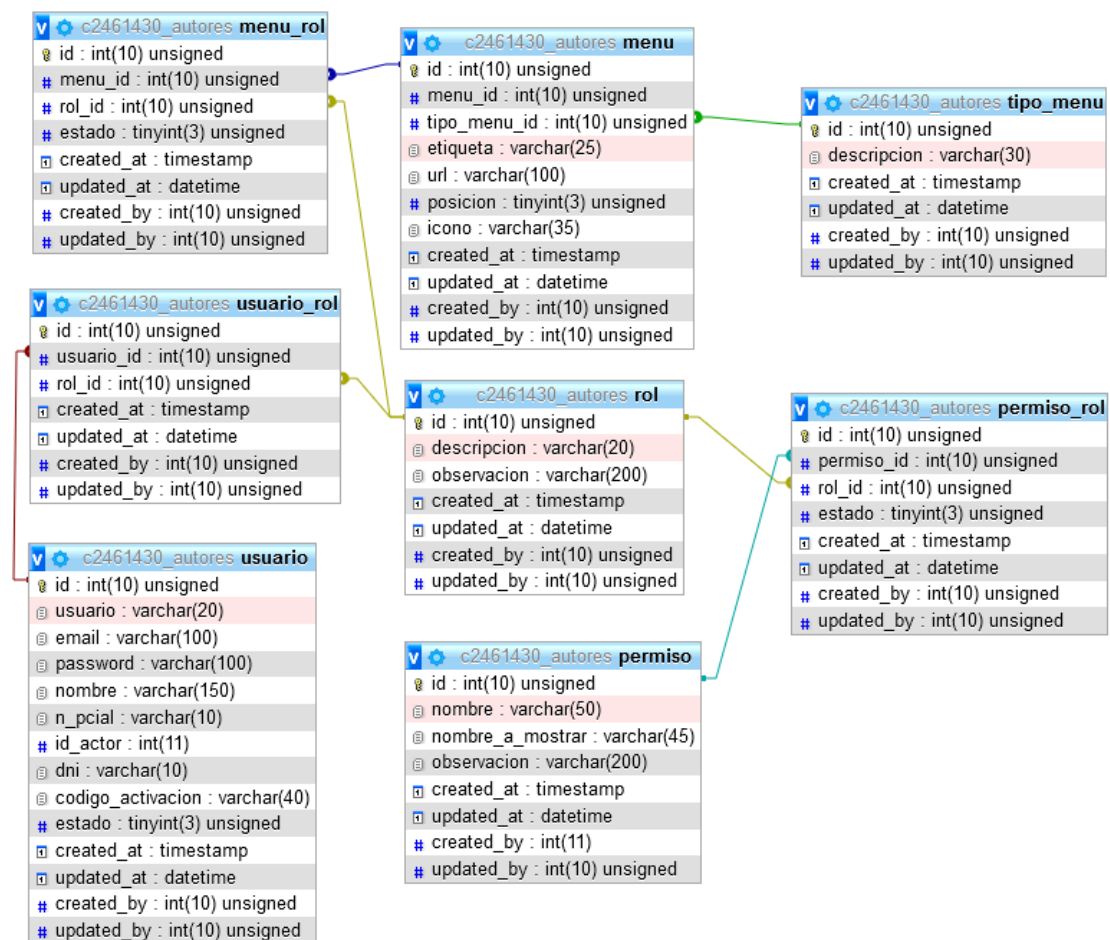 c2461430_autores menu_rol
id : int(10) unsigned
menu_id : int(10) unsigned
rol_id : int(10) unsigned
estado : tinyint(3) unsigned
created_at : timestamp
updated_at : datetime
created_by : int(10) unsigned
updated_by : int(10) unsigned
c2461430_autores menu
id : int(10) unsigned
menu_id : int(10) unsigned
tipo_menu_id : int(10) unsigned
etiqueta : varchar(25)
url : varchar(100)
posicion : tinyint(3) unsigned
icono : varchar(35)
created_at : timestamp
updated_at : datetime
created_by : int(10) unsigned
updated_by : int(10) unsigned
c2461430_autores tipo_menu
id : int(10) unsigned
descripcion : varchar(30)
created_at : timestamp
updated_at : datetime
created_by : int(10) unsigned
updated_by : int(10) unsigned
c2461430_autores usuario_rol
id : int(10) unsigned
usuario_id : int(10) unsigned
rol_id : int(10) unsigned
created_at : timestamp
updated_at : datetime
created_by : int(10) unsigned
updated_by : int(10) unsigned
c2461430_autores rol
id : int(10) unsigned
descripcion : varchar(20)
observacion : varchar(200)
created_at : timestamp
updated_at : datetime
created_by : int(10) unsigned
updated_by : int(10) unsigned
c2461430_autores permiso_rol
id : int(10) unsigned
permiso_id : int(10) unsigned
rol_id : int(10) unsigned
estado : tinyint(3) unsigned
created_at : timestamp
updated_at : datetime
created_by : int(10) unsigned
updated_by : int(10) unsigned
c2461430_autores usuario
id : int(10) unsigned
usuario : varchar(20)
email : varchar(100)
password : varchar(100)
nombre : varchar(150)
n_pcial : varchar(10)
id_actor : int(11)
dni : varchar(10)
codigo_activacion : varchar(40)
estado : tinyint(3) unsigned
created_at : timestamp
updated_at : datetime
created_by : int(10) unsigned
updated_by : int(10) unsigned
c2461430_autores permiso
id : int(10) unsigned
nombre : varchar(50)
nombre_a_mostrar : varchar(45)
observacion : varchar(200)
created_at : timestamp
updated_at : datetime
created_by : int(11)
updated_by : int(10) unsigned